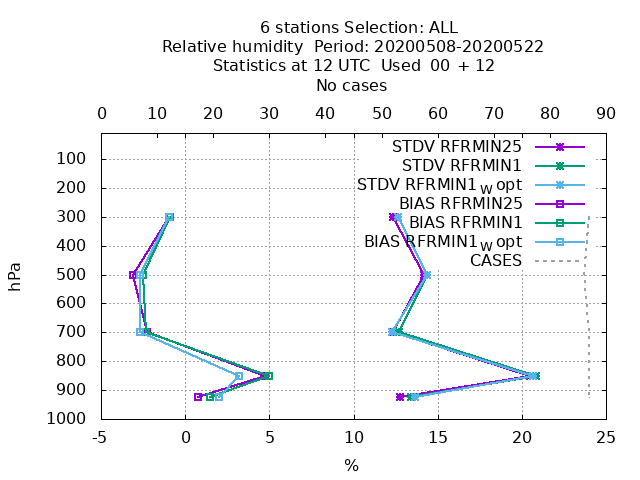 6 stations Selection: ALL
Relative humidity  Period: 20200508-20200522
Statistics at 12 UTC  Used  00 + 12
No cases
0 10 20 30 40 50 60 70 80 90
STDV RFRMIN25
STDV RFRMIN1
STDV RFRMIN1_W opt
BIAS RFRMIN25
BIAS RFRMIN1
BIAS RFRMIN1_W opt
CASES
100
200
300
400
500
600
700
800
900
1000
hPa
-5 0 5 10 15 20 25
%